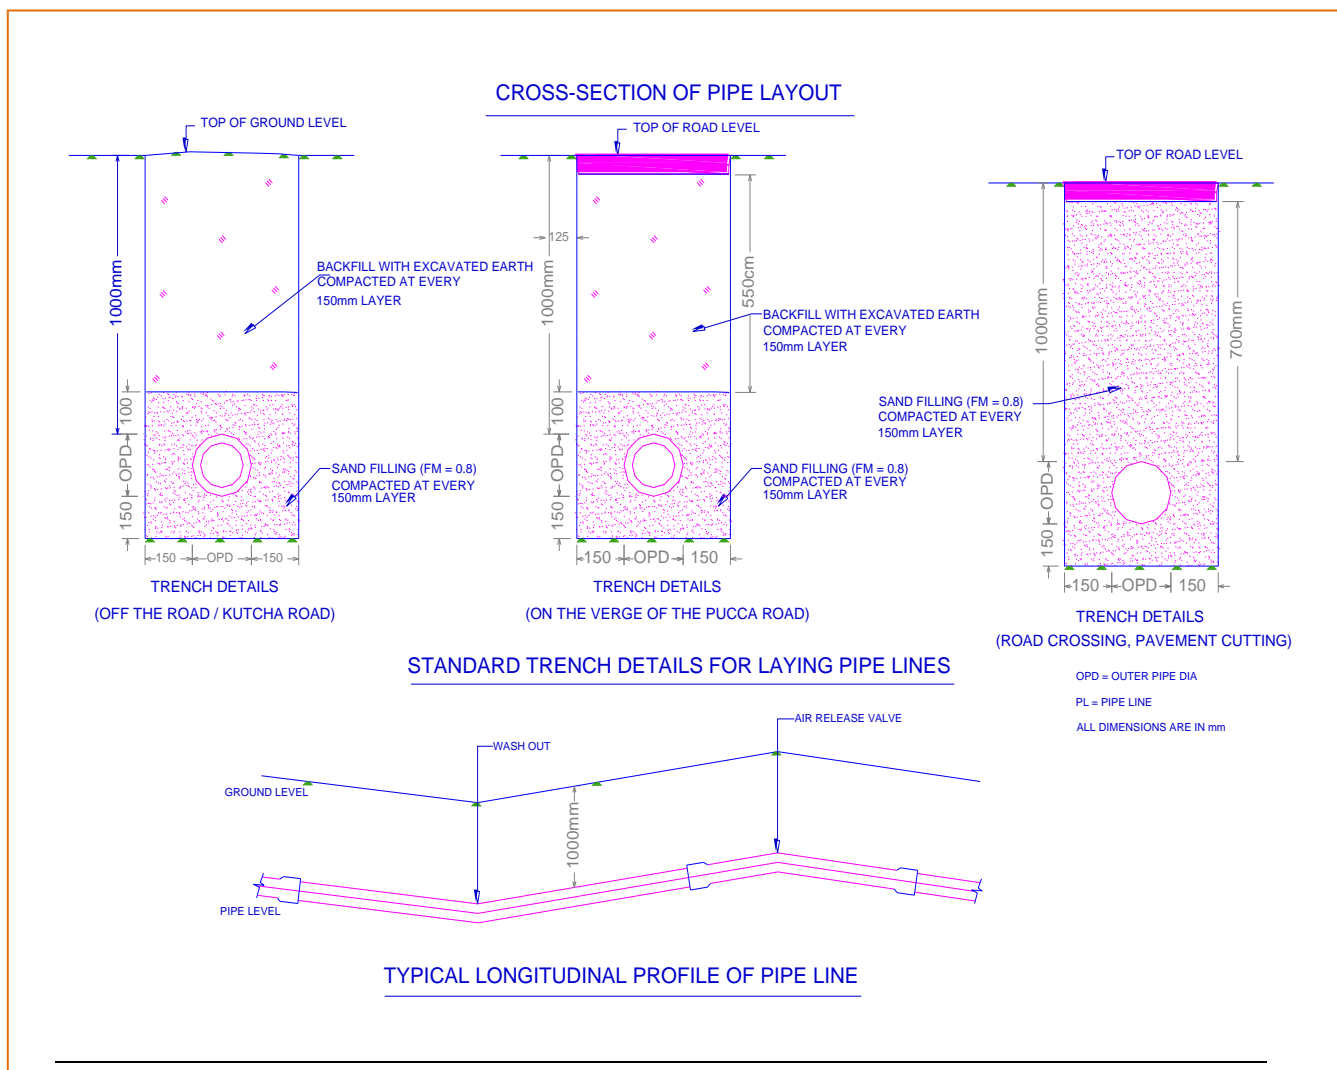 CROSS-SECTION OF PIPE LAYOUT
TOP OF GROUND LEVEL
1000mm
BACKFILL WITH EXCAVATED EARTH
COMPACTED AT EVERY
150mm LAYER
100
OPD
150
SAND FILLING (FM = 0.8)
COMPACTED AT EVERY
150mm LAYER
150 OPD 150
TRENCH DETAILS
(OFF THE ROAD / KUTCHA ROAD)
TOP OF ROAD LEVEL
125
1000mm
550cm
BACKFILL WITH EXCAVATED EARTH
COMPACTED AT EVERY
150mm LAYER
100
OPD
150
SAND FILLING (FM = 0.8)
COMPACTED AT EVERY
150mm LAYER
150 OPD 150
TRENCH DETAILS
(ON THE VERGE OF THE PUCCA ROAD)
TOP OF ROAD LEVEL
1000mm
700mm
SAND FILLING (FM = 0.8)
COMPACTED AT EVERY
150mm LAYER
OPD
150
150 OPD 150
TRENCH DETAILS
(ROAD CROSSING, PAVEMENT CUTTING)
STANDARD TRENCH DETAILS FOR LAYING PIPE LINES
OPD = OUTER PIPE DIA
PL = PIPE LINE
ALL DIMENSIONS ARE IN mm
AIR RELEASE VALVE
WASH OUT
GROUND LEVEL
1000mm
PIPE LEVEL
TYPICAL LONGITUDINAL PROFILE OF PIPE LINE